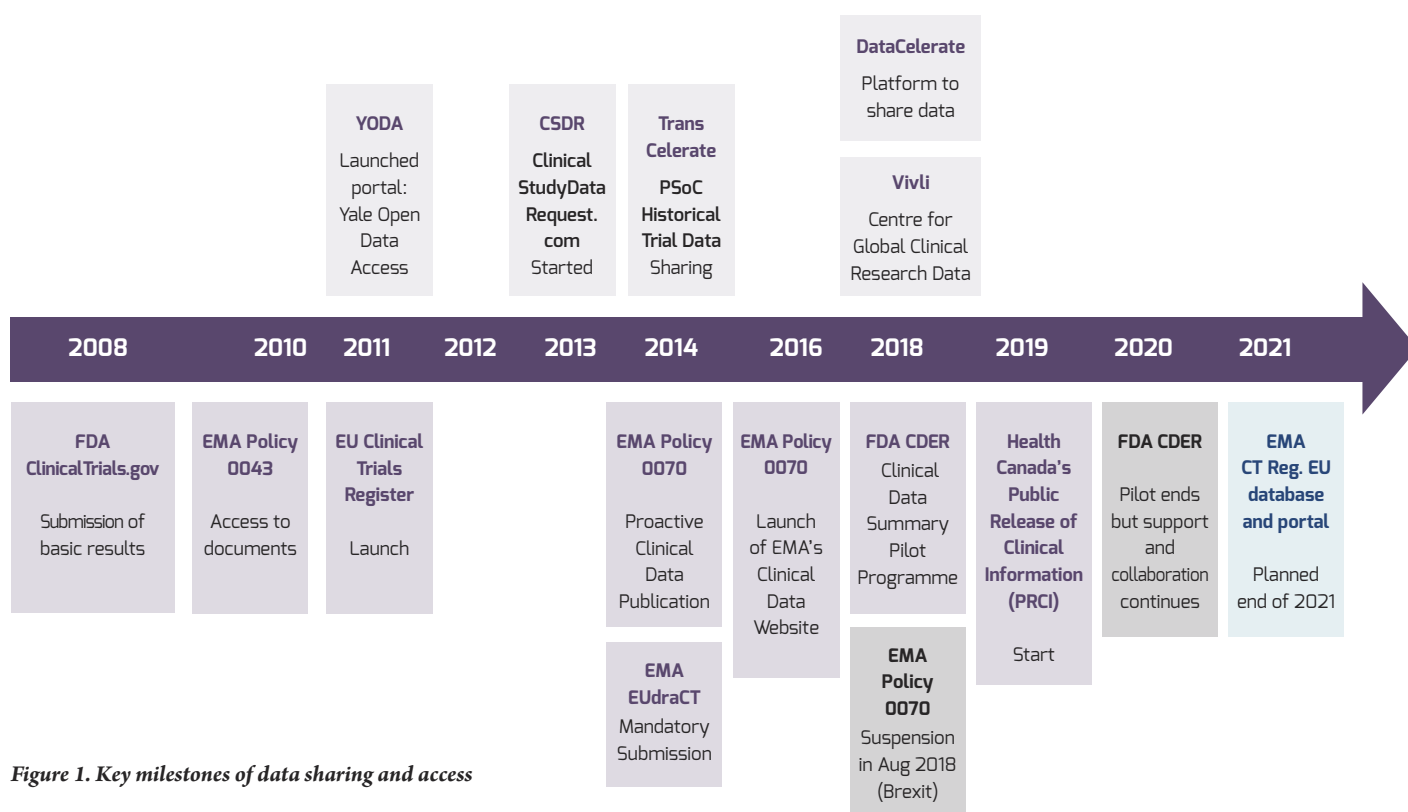 DataCelerate
Platform to
share data
YODA
Launched
portal:
Yale Open
Data
Access
CSDR
Clinical
StudyData
Request.
com
Started
Trans
Celerate
PSoC
Historical
Trial Data
Sharing
Vivli
Centre for
Global Clinical
Research Data
2008
2010
2011
2012
2013
2014
2016
2018
2019
2020
2021
FDA
ClinicalTrials.gov
Submission of
basic results
EMA Policy
0043
Access to
documents
EU Clinical
Trials
Register
Launch
EMA Policy
0070
Proactive
Clinical
Data
Publication
EMA
EUdraCT
Mandatory
Submission
EMA Policy
0070
Launch
of EMA's
Clinical
Data
Website
FDA CDER
Clinical
Data
Summary
Pilot
Programme
EMA
Policy
0070
Suspension
in Aug 2018
(Brexit)
Health
Canada's
Public
Release of
Clinical
Information
(PRCI)
Start
FDA CDER
Pilot ends
but support
and
collaboration
continues
EMA
CT Reg. EU
database
and portal
Planned
end of 2021
Figure 1. Key milestones of data sharing and access